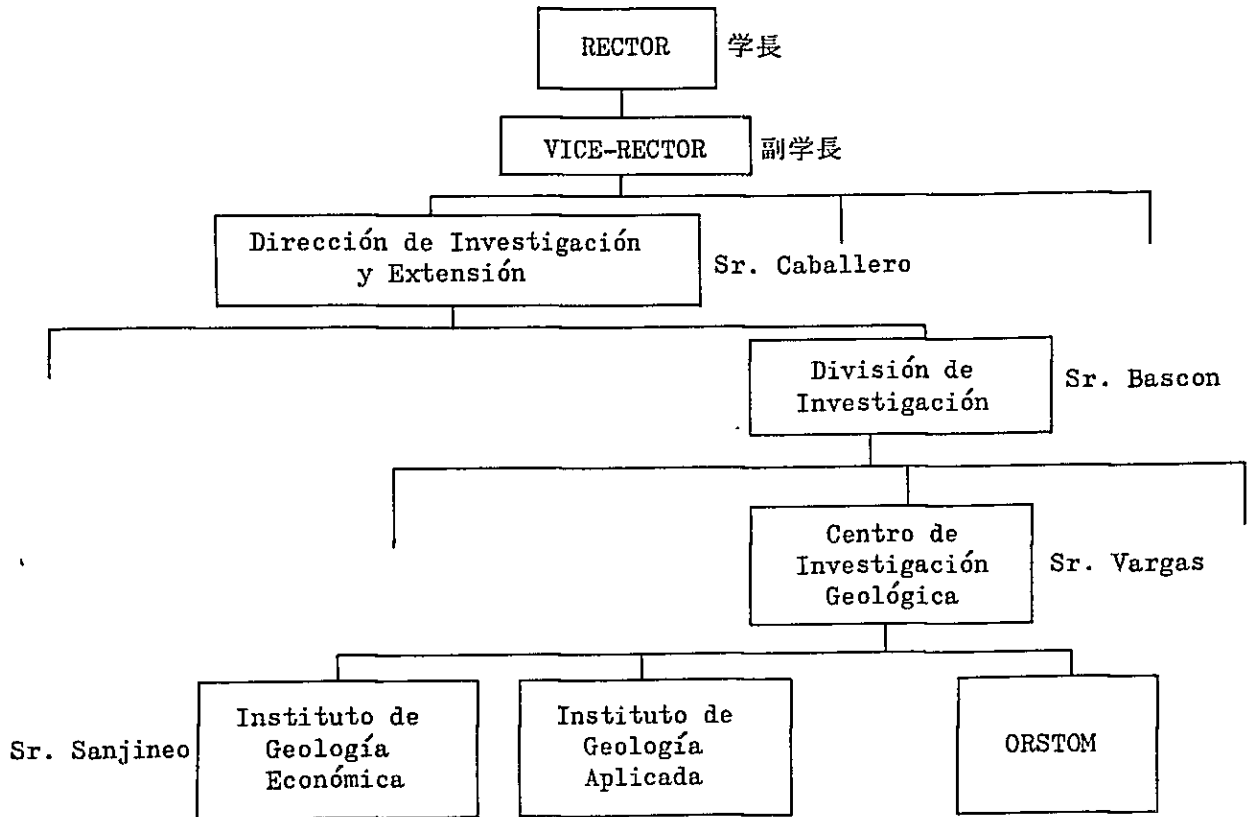 RECTOR 学長
VICE-RECTOR 副学長
Dirección de Investigación
y Extensión
Sr. Caballero
División de
Investigación
Sr. Bascon
Centro de
Investigación
Geológica
Sr. Vargas
Sr. Sanjineo
Instituto de
Geología
Económica
Instituto de
Geología
Aplicada
ORSTOM